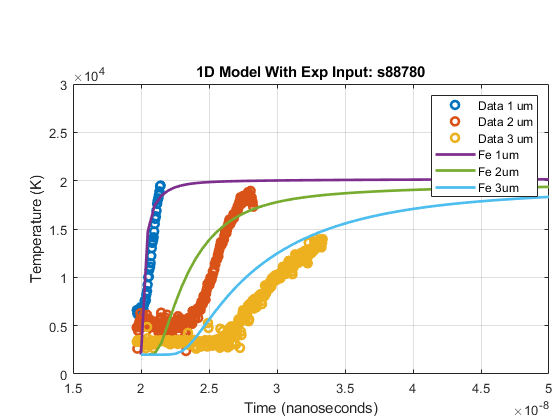 1D Model With Exp Input: s88780
×10^4
3
2.5
2
1.5
1
0.5
0
Temperature (K)
Data 1 um
Data 2 um
Data 3 um
Fe 1um
Fe 2um
Fe 3um
1.5 2 2.5 3 3.5 4 4.5 5
Time (nanoseconds)
×10^-8